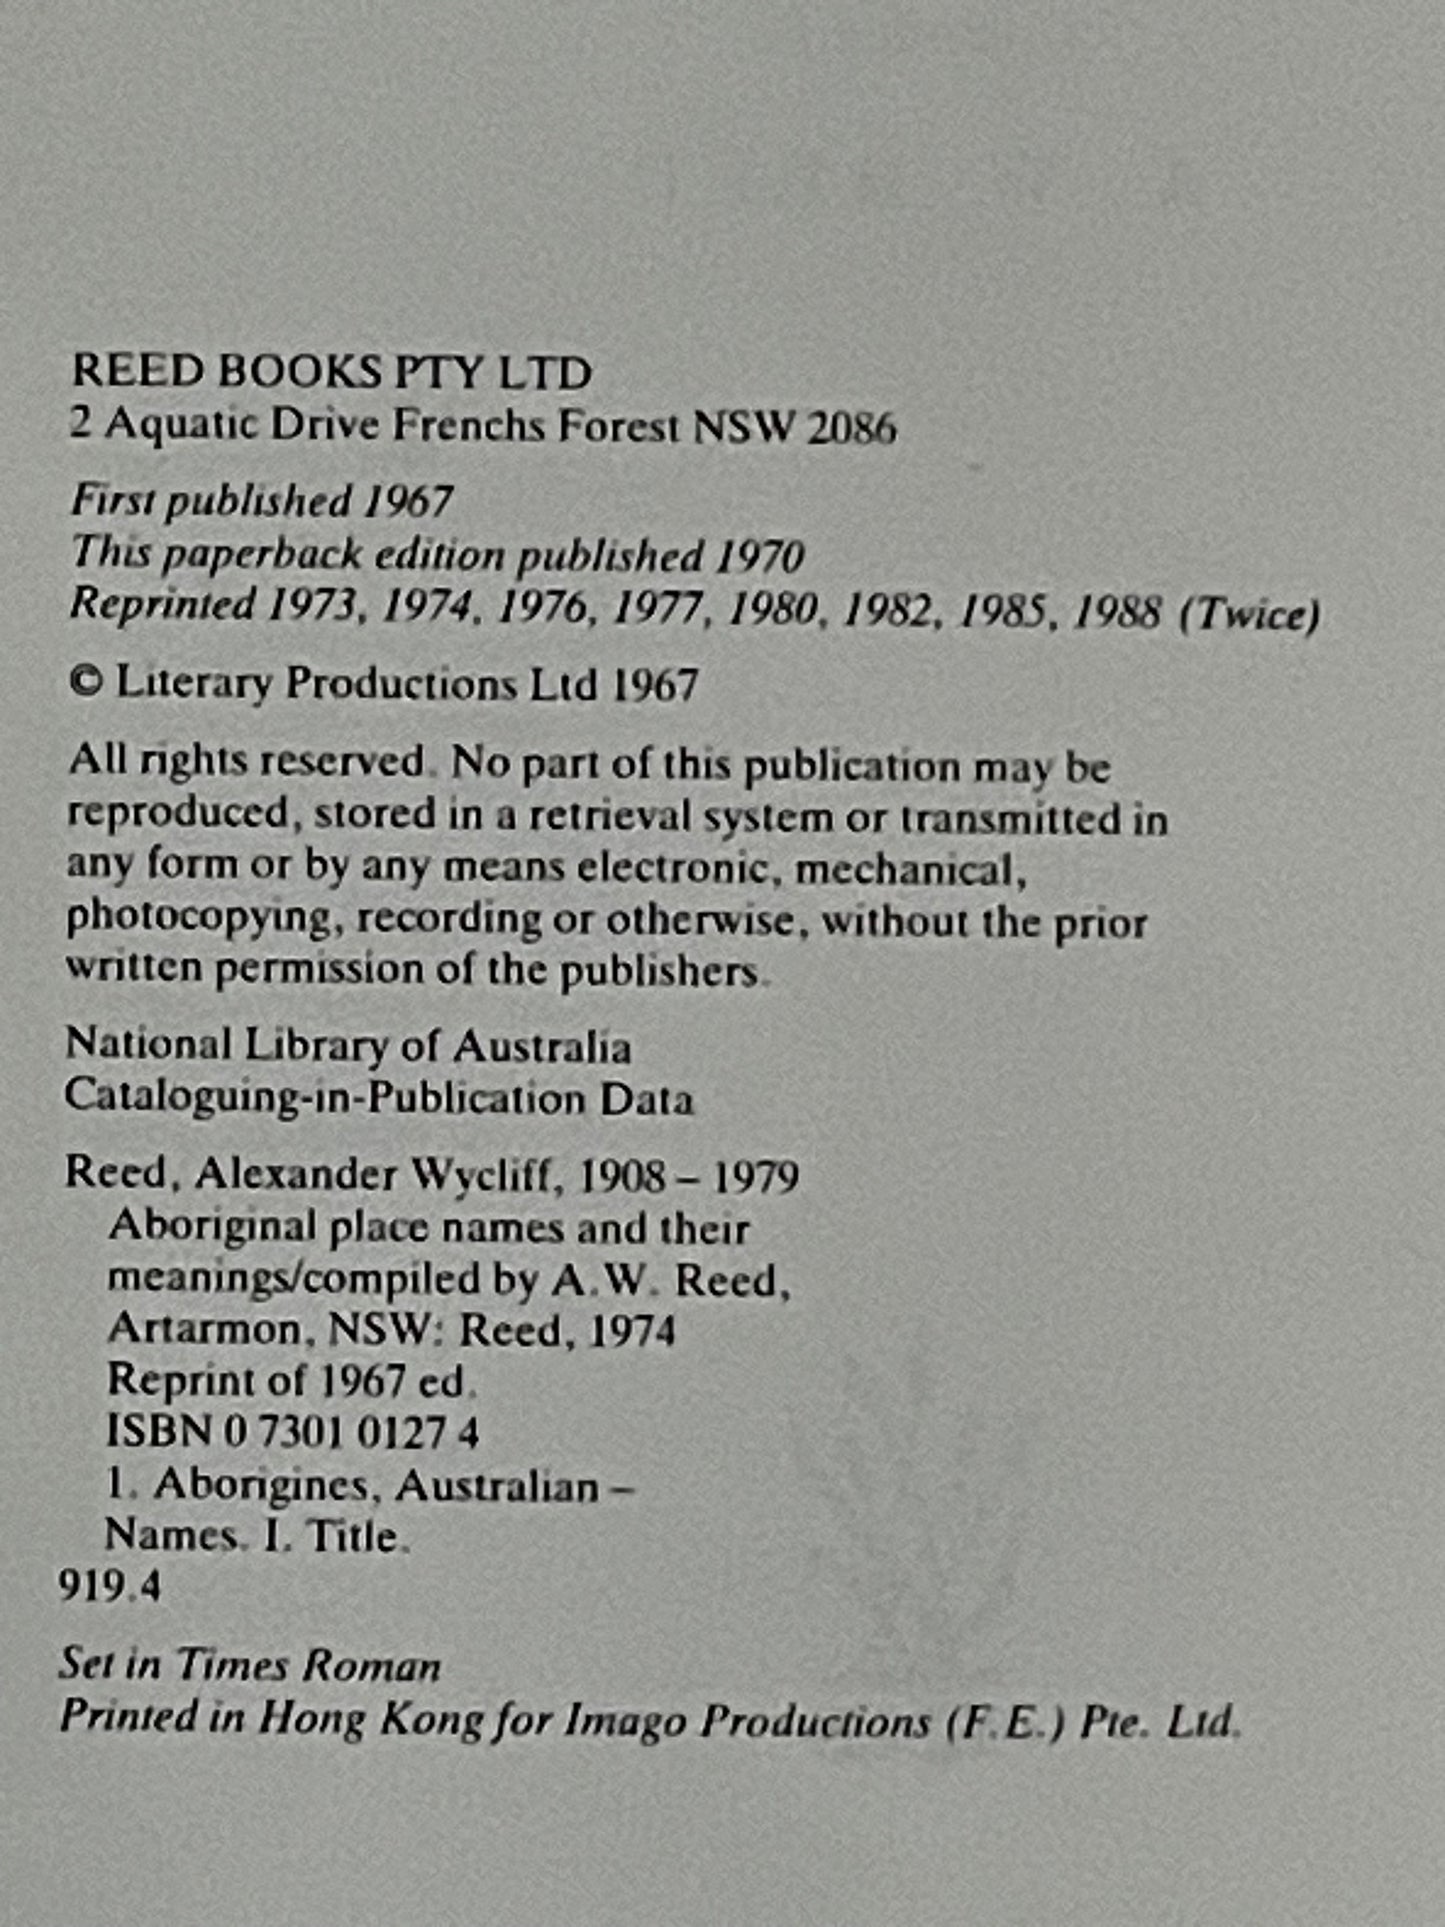 REED BOOKS PTY LTD
2 Aquatic Drive Frenchs Forest NSW 2086
First published 1967
This paperback edition published 1970
Reprinted 1973, 1974, 1976, 1977, 1980, 1982, 1985, 1988 (Twice)
© Literary Productions Ltd 1967
All rights reserved. No part of this publication may be
reproduced, stored in a retrieval system or transmitted in
any form or by any means electronic, mechanical,
photocopying, recording or otherwise, without the prior
written permission of the publishers.
National Library of Australia
Cataloguing-in-Publication Data
Reed, Alexander Wycliff, 1908 – 1979
Aboriginal place names and their
meanings/compiled by A.W. Reed,
Artarmon, NSW: Reed, 1974
Reprint of 1967 ed.
ISBN 0 7301 0127 4
1. Aborigines, Australian –
Names. I. Title.
919.4
Set in Times Roman
Printed in Hong Kong for Imago Productions (F.E.) Pte. Ltd.